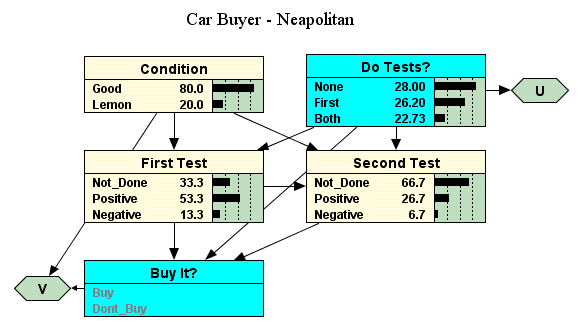 Car Buyer - Neapolitan
Condition
Good 80.0
Lemon 20.0
Do Tests?
None 28.00
First 26.20
Both 22.73
U
First Test
Not_Done 33.3
Positive 53.3
Negative 13.3
Second Test
Not_Done 66.7
Positive 26.7
Negative 6.7
Buy It?
Buy
Dont_Buy
V